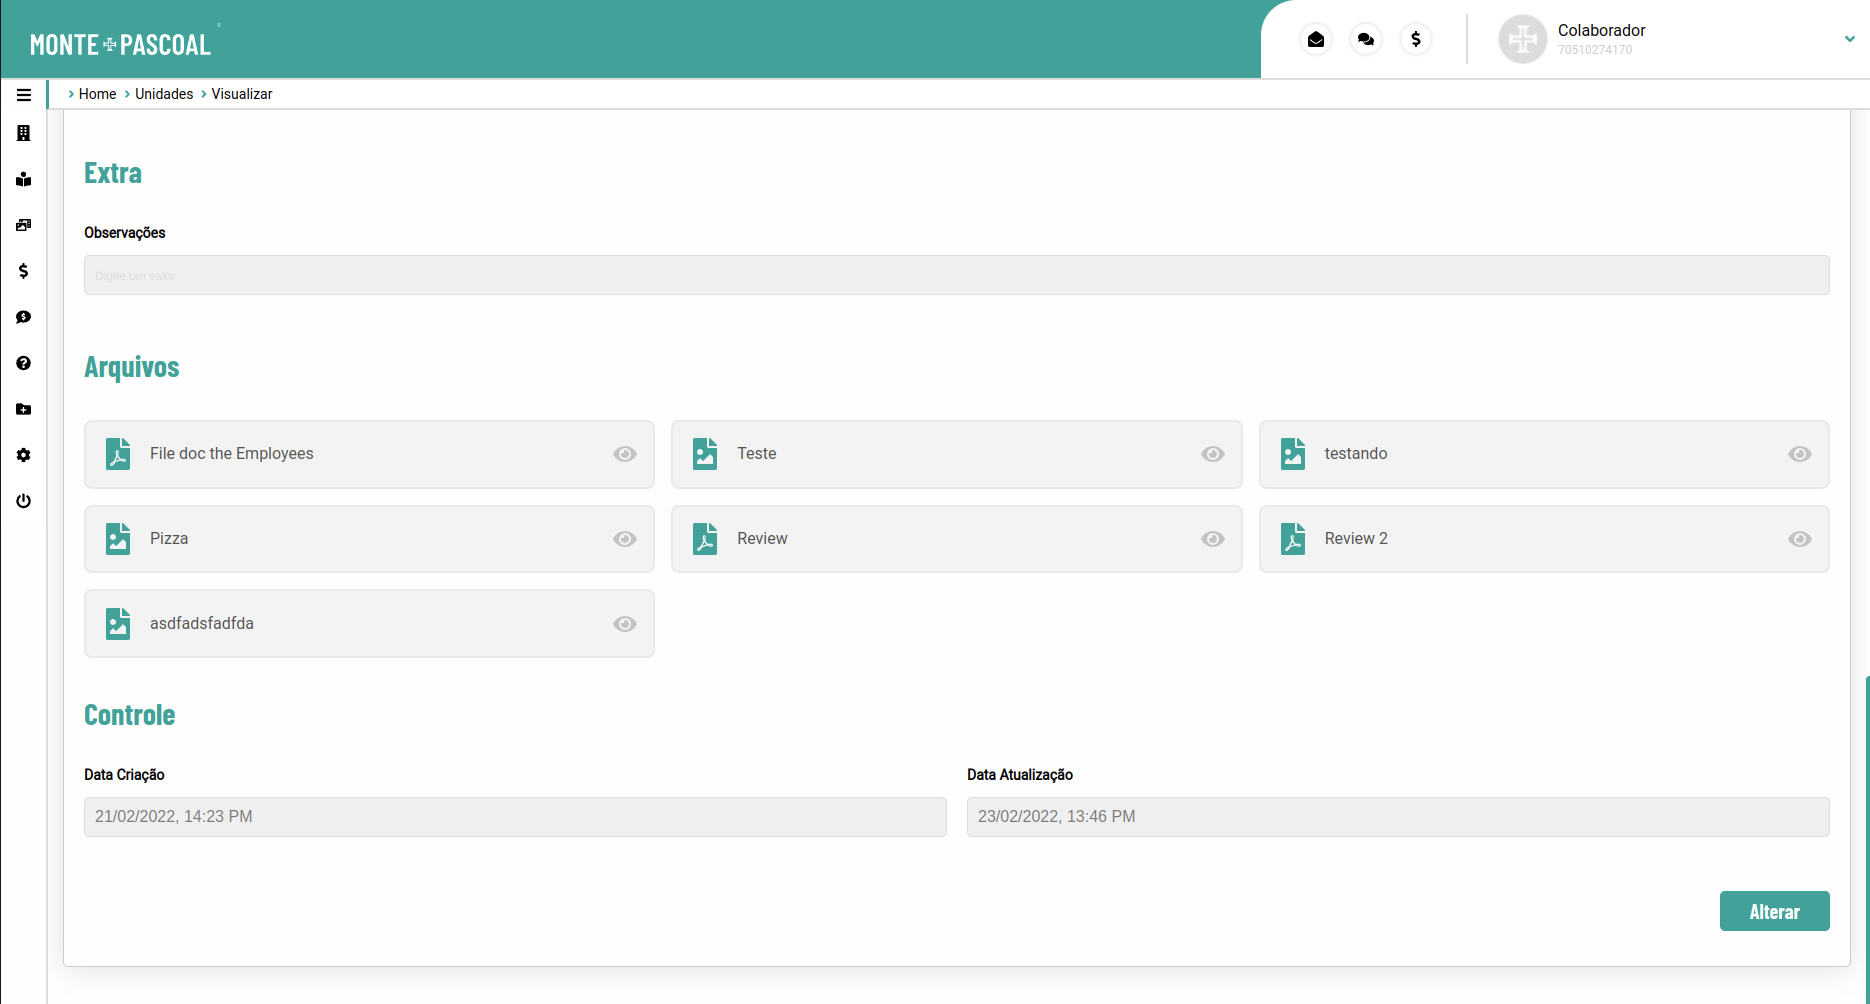 MONTE PASCOAL
Colaborador
70510274170
Home Unidades Visualizar
Extra
Observações
Digite um valor
Arquivos
File doc the Employees
Teste
testando
Pizza
Review
Review 2
asdfadsfadfda
Controle
Data Criação
Data Atualização
21/02/2022, 14:23 PM
23/02/2022, 13:46 PM
Alterar